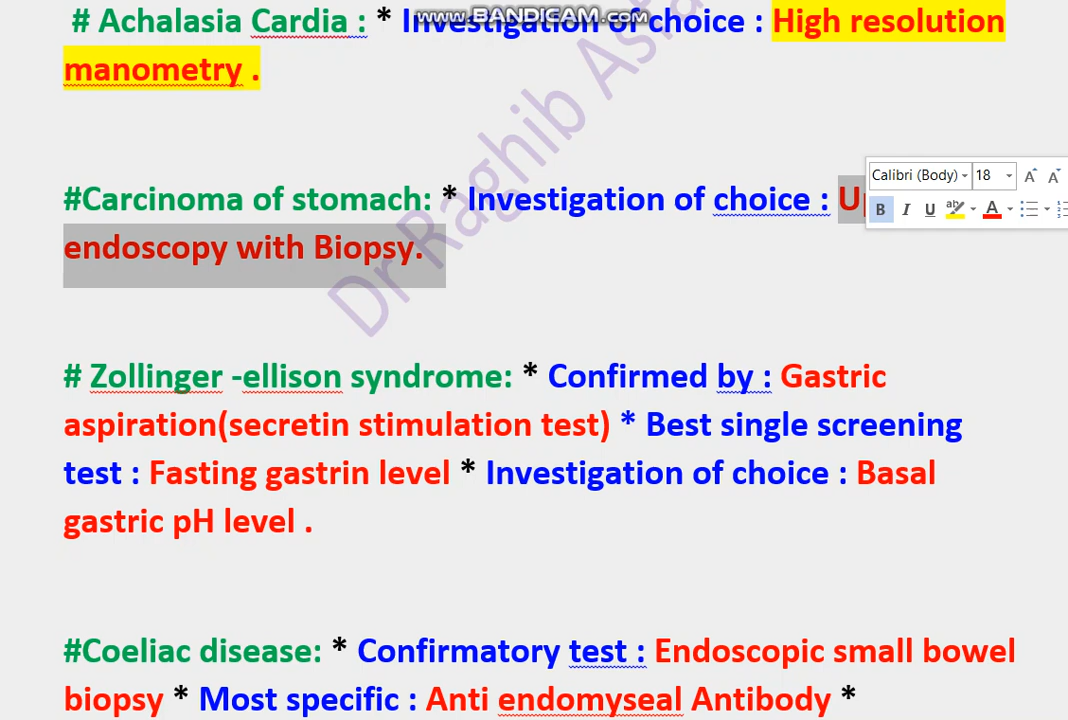 www.BANDICAM.com
# Achalasia Cardia : * Investigation of choice : High resolution
manometry .
#Carcinoma of stomach: * Investigation of choice :
Calibri (Body) 18
B I U ab A
endoscopy with Biopsy.
Dr Raghib
# Zollinger -ellison syndrome: * Confirmed by : Gastric
aspiration(secretin stimulation test) * Best single screening
test : Fasting gastrin level * Investigation of choice : Basal
gastric pH level .
#Coeliac disease: * Confirmatory test : Endoscopic small bowel
biopsy * Most specific : Anti endomyseal Antibody *